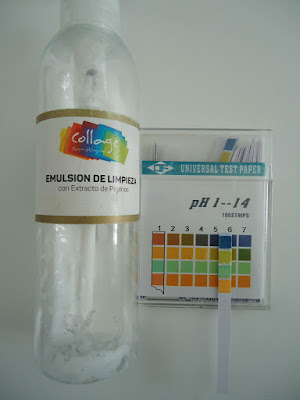 collage
cosmetique
EMULSION DE LIMPIEZA
con Extracto de Pepinos
UNIVERSAL TEST PAPER
pH 1--14
100STRIPS
1 2 3 4 5 6 7